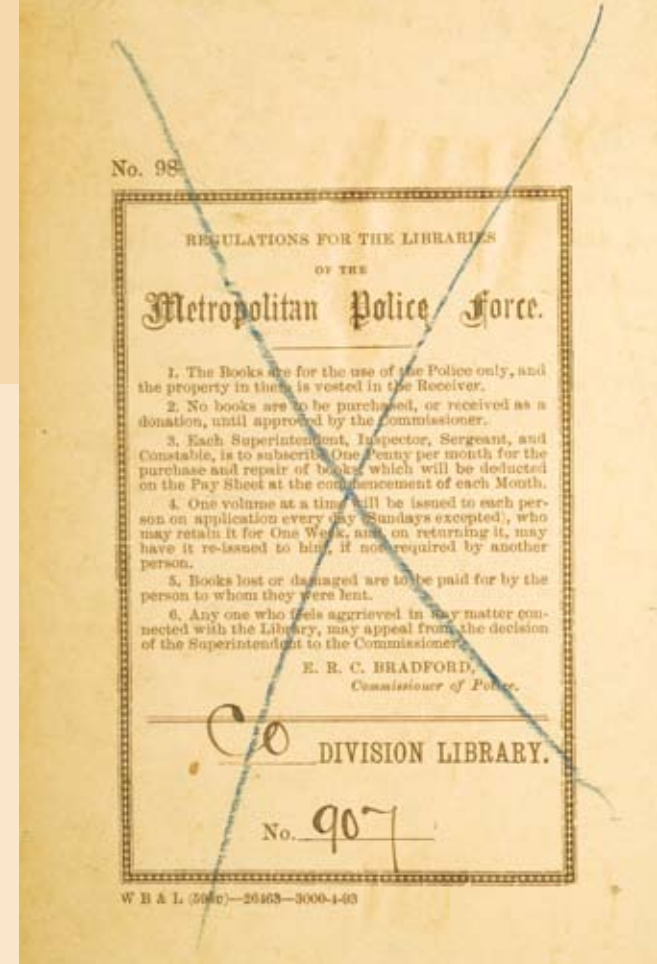 No. 98
REGULATIONS FOR THE LIBRARIES
OF THE
Metropolitan Police Force.
1. The Books are for the use of the Police only, and
the property in them is vested in the Receiver.
2. No books are to be purchased, or received as a
donation, until approved by the Commissioner.
3. Each Superintendent, Inspector, Sergeant, and
Constable, is to subscribe One Penny per month for the
purchase and repair of books, which will be deducted
on the Pay Sheet at the commencement of each Month.
4. One volume at a time will be issued to each per-
son on application every day (Sundays excepted), who
may retain it for One Week, and on returning it, may
have it re-issued to him, if not required by another
person.
5. Books lost or damaged are to be paid for by the
person to whom they were lent.
6. Any one who feels aggrieved in any matter con-
nected with the Library, may appeal from the decision
of the Superintendent to the Commissioner.
E. R. C. BRADFORD,
Commissioner of Police.
CO DIVISION LIBRARY.
No. 907
W B & L —26463—3000-4-93